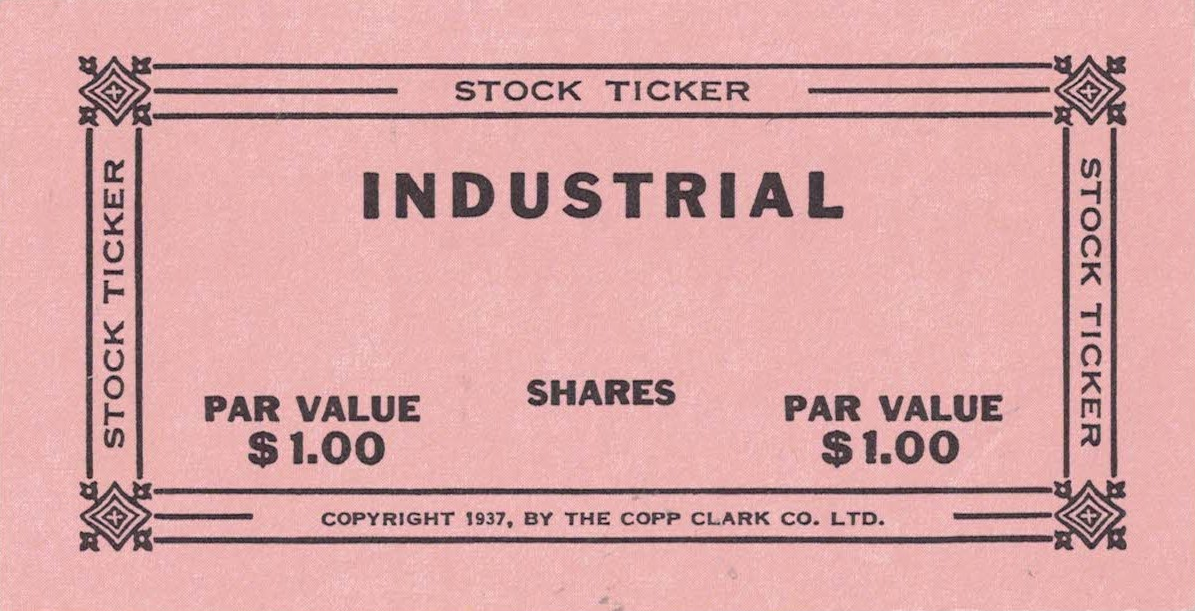 STOCK TICKER
STOCK TICKER
INDUSTRIAL
STOCK TICKER
SHARES
PAR VALUE
$1.00
PAR VALUE
$1.00
COPYRIGHT 1937, BY THE COPP CLARK CO. LTD.